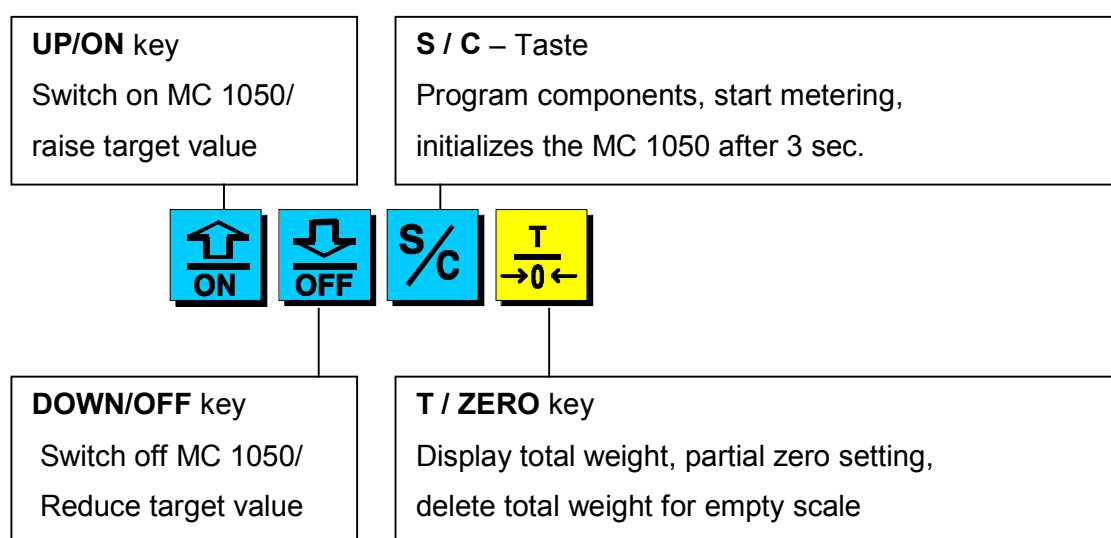 UP/ON key
Switch on MC 1050/
raise target value
S / C – Taste
Program components, start metering,
initializes the MC 1050 after 3 sec.
ON
OFF
S/C
T
→0←
DOWN/OFF key
Switch off MC 1050/
Reduce target value
T / ZERO key
Display total weight, partial zero setting,
delete total weight for empty scale